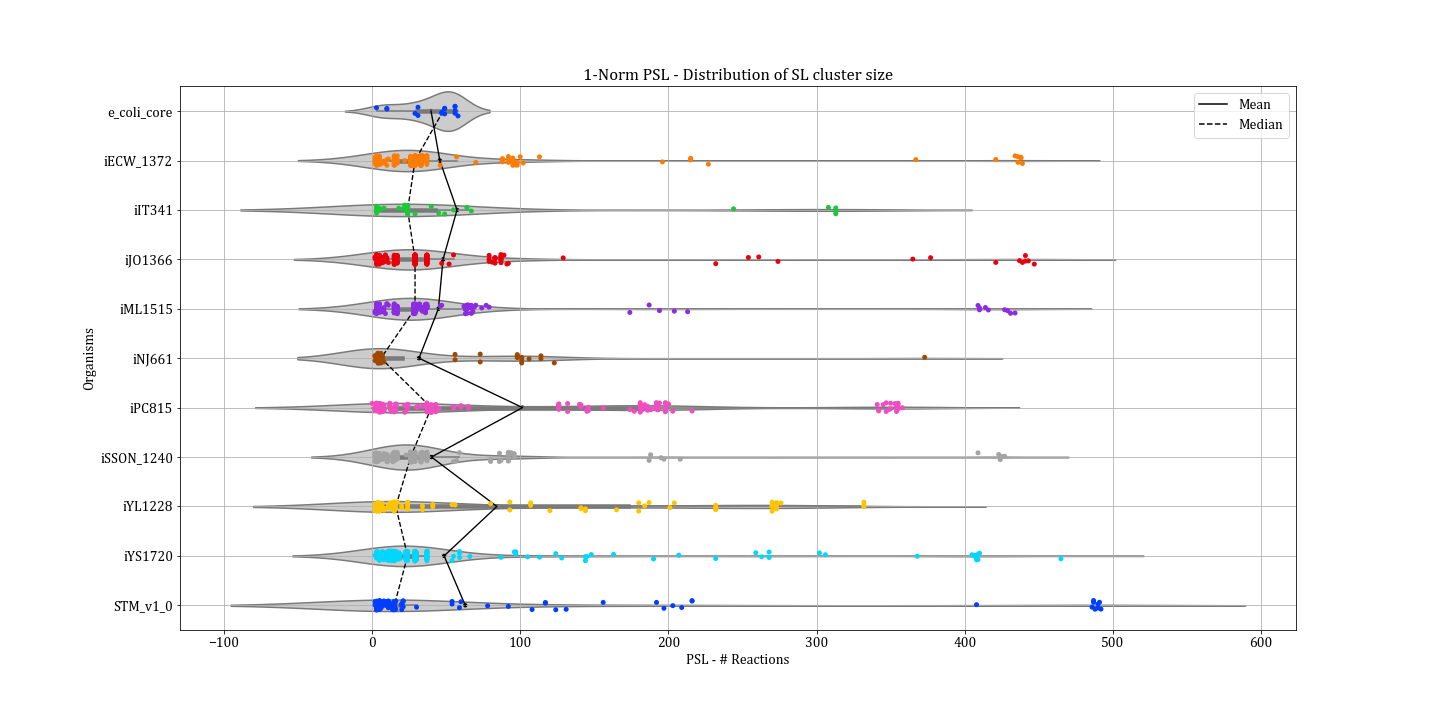 1-Norm PSL - Distribution of SL cluster size
Mean
Median
Organisms
e_coli_core
iECW_1372
iIT341
iJO1366
iML1515
iNJ661
iPC815
iSSON_1240
iYL1228
iYS1720
STM_v1_0
−100 0 100 200 300 400 500 600
PSL - # Reactions